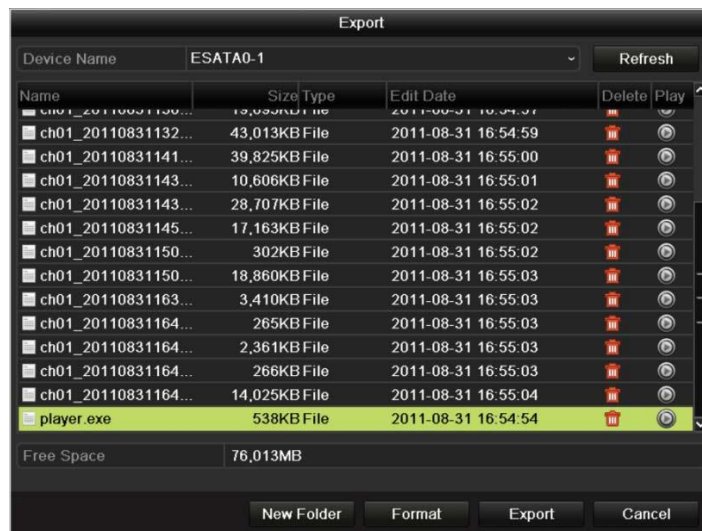 Export
Device Name ESATA0-1 Refresh
Name Size Type Edit Date Delete Play
ch01_20110831132... 43,013KB File 2011-08-31 16:54:59
ch01_20110831141... 39,825KB File 2011-08-31 16:55:00
ch01_20110831143... 10,606KB File 2011-08-31 16:55:01
ch01_20110831143... 28,707KB File 2011-08-31 16:55:02
ch01_20110831145... 17,163KB File 2011-08-31 16:55:02
ch01_20110831150... 302KB File 2011-08-31 16:55:02
ch01_20110831150... 18,860KB File 2011-08-31 16:55:03
ch01_20110831163... 3,410KB File 2011-08-31 16:55:03
ch01_20110831164... 265KB File 2011-08-31 16:55:03
ch01_20110831164... 2,361KB File 2011-08-31 16:55:03
ch01_20110831164... 266KB File 2011-08-31 16:55:03
ch01_20110831164... 14,025KB File 2011-08-31 16:55:04
player.exe 538KB File 2011-08-31 16:54:54
Free Space 76,013MB
New Folder Format Export Cancel